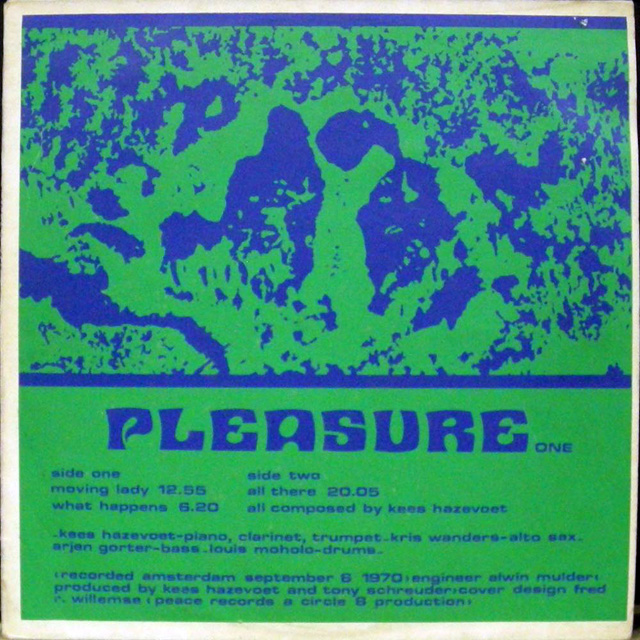 PLEASURE ONE
side one
moving lady 12.55
what happens 6.20
side two
all there 20.05
all composed by kees hazevoet
.kees hazevoet-piano, clarinet, trumpet.kris wanders-alto sax.
arjen gorter-bass.louis moholo-drums.
(recorded amsterdam september 6 1970)engineer alwin mulder(
produced by kees hazevoet and tony schreuder)cover design fred
r. willemse (peace records a circle 6 production)